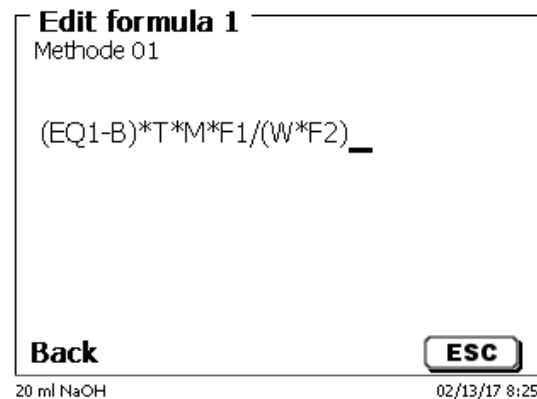 Edit formula 1
Methode 01
(EQ1-B)*T*M*F1/(W*F2)_
Back ESC
20 ml NaOH 02/13/17 8:25